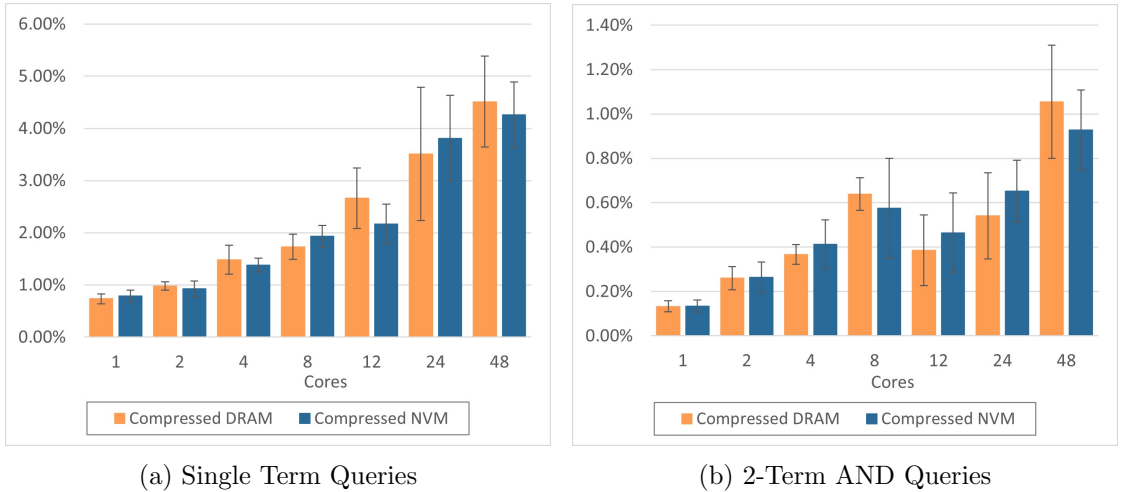 6.00%
5.00%
4.00%
3.00%
2.00%
1.00%
0.00%
1 2 4 8 12 24 48
Cores
Compressed DRAM Compressed NVM
(a) Single Term Queries
1.40%
1.20%
1.00%
0.80%
0.60%
0.40%
0.20%
0.00%
1 2 4 8 12 24 48
Cores
Compressed DRAM Compressed NVM
(b) 2-Term AND Queries